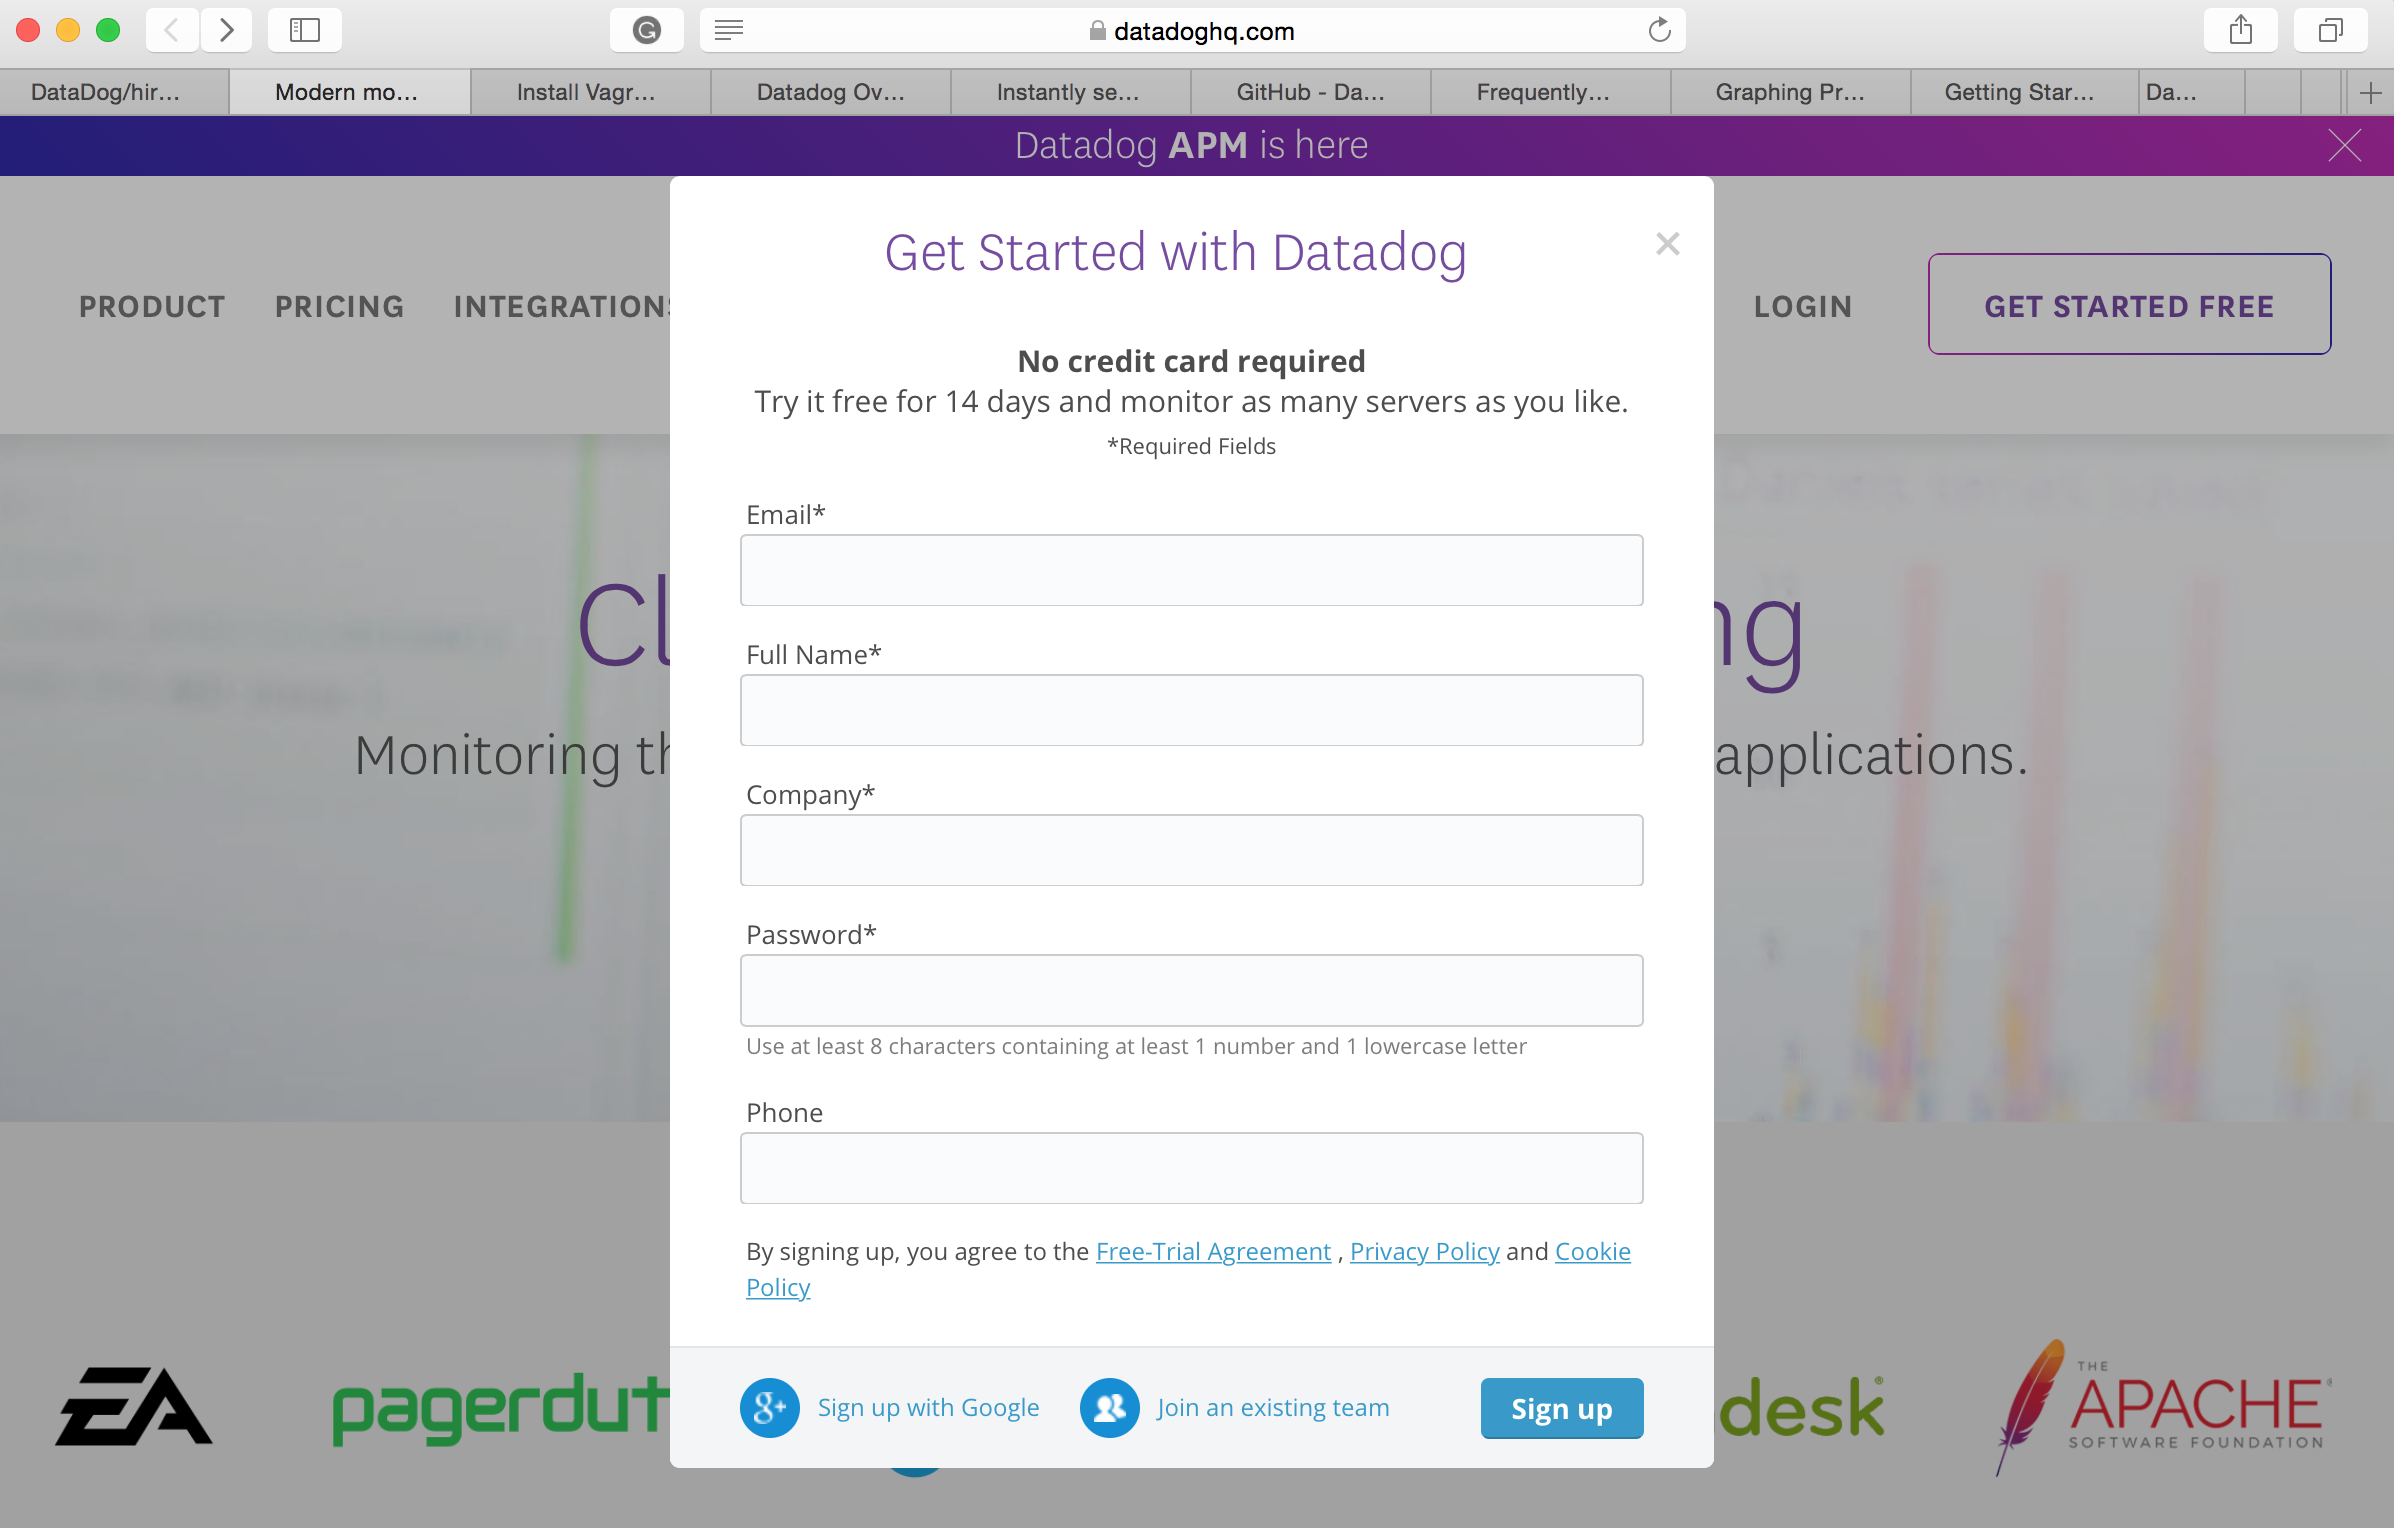 datadoghq.com
DataDog/hir...
Modern mo...
Install Vagr...
Datadog Ov...
Instantly se...
GitHub - Da...
Frequently...
Graphing Pr...
Getting Star...
Da...
Datadog APM is here
PRODUCT
PRICING
INTEGRATIONS
LOGIN
GET STARTED FREE
Get Started with Datadog
No credit card required
Try it free for 14 days and monitor as many servers as you like.
*Required Fields
Email*
Full Name*
Cl
ng
Monitoring th
applications.
Company*
Password*
Use at least 8 characters containing at least 1 number and 1 lowercase letter
Phone
By signing up, you agree to the Free-Trial Agreement , Privacy Policy and Cookie
Policy
Sign up with Google
Join an existing team
Sign up
EA
pagerdut
desk
THE
APACHE
SOFTWARE FOUNDATION